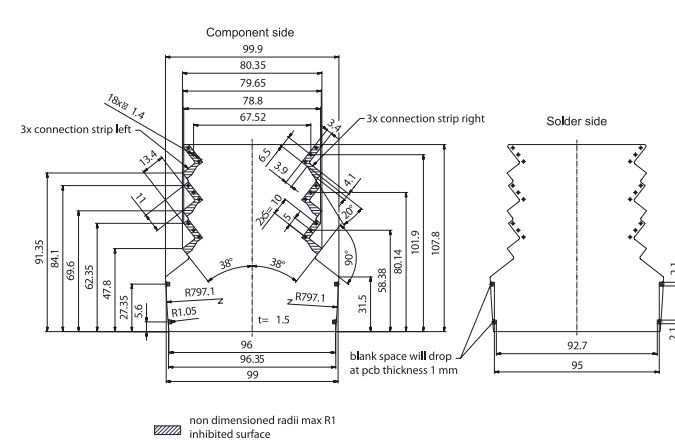 Component side
99.9
80.35
79.65
78.8
67.52
3x connection strip left
3x connection strip right
3.4
6.5
3.9
4.1
13.4
11
2x5= 10
5
20°
90°
38°
38°
91.35
84.1
69.6
62.35
47.8
27.35
5.6
R797.1
R797.1
R1.05
t= 1.5
31.5
58.38
80.14
101.9
107.8
96
96.35
99
Solder side
2.1
2.1
92.7
95
blank space will drop
at pcb thickness 1 mm
non dimensioned radii max R1
inhibited surface